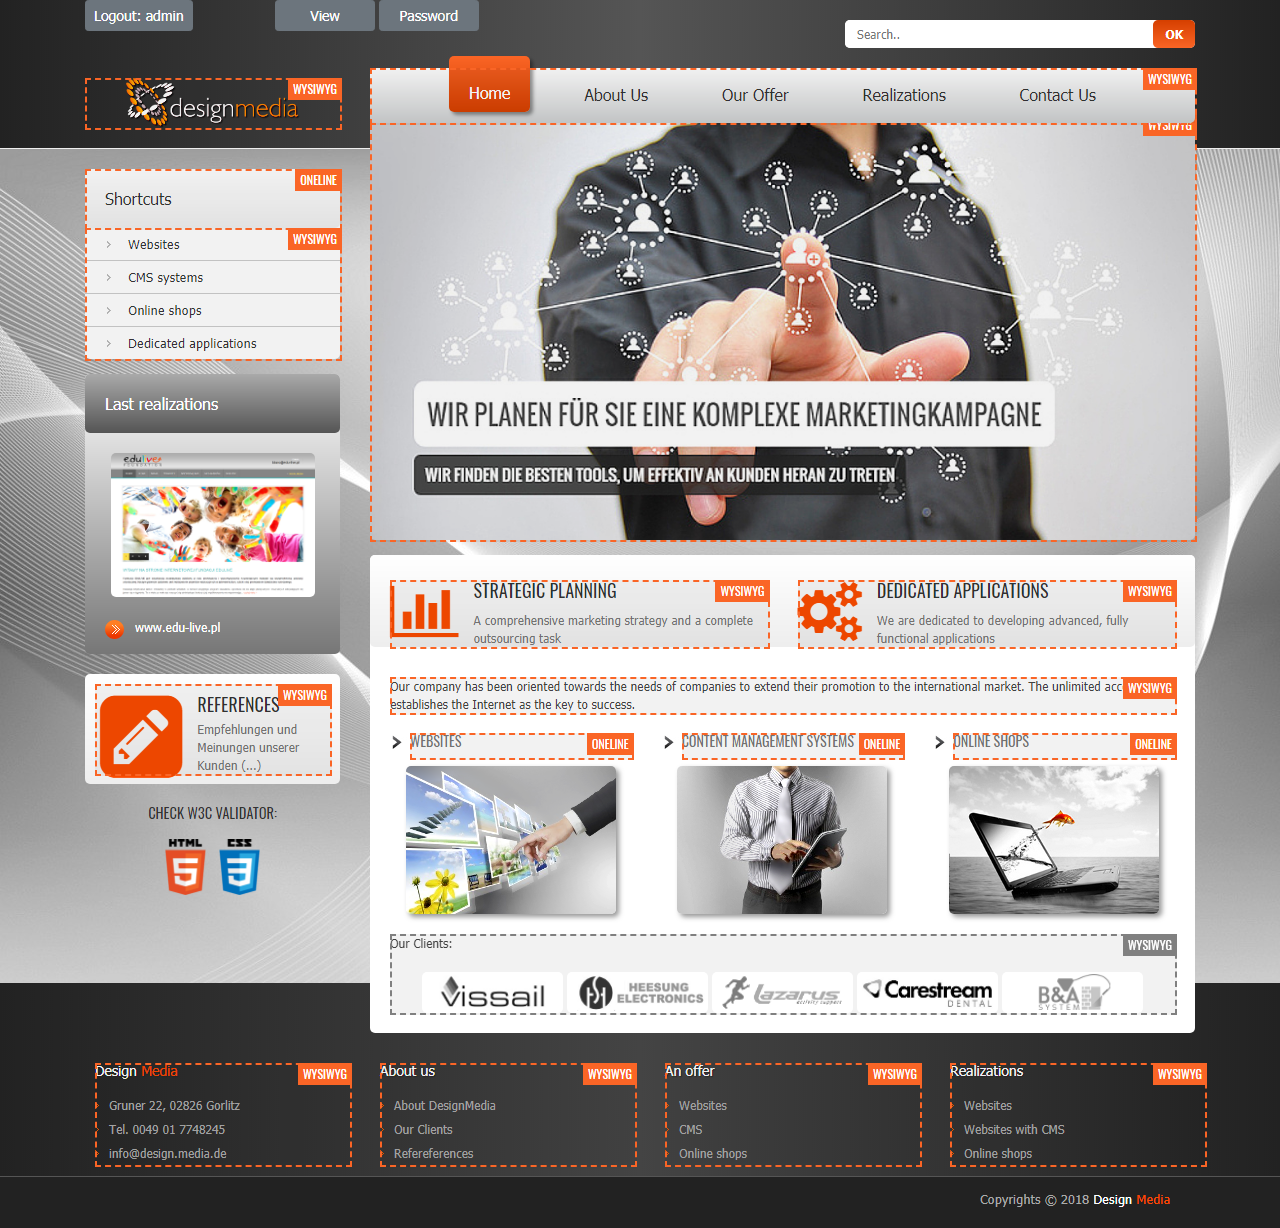 Logout: admin
View
Password
Search..
OK
designmedia
WYSIWYG
Home
About Us
Our Offer
Realizations
Contact Us
WYSIWYG
WYSIWYG
Shortcuts
ONELINE
Websites
WYSIWYG
CMS systems
Online shops
Dedicated applications
WIR PLANEN FÜR SIE EINE KOMPLEXE MARKETINGKAMPAGNE
WIR FINDEN DIE BESTEN TOOLS, UM EFFEKTIV AN KUNDEN HERAN ZU TRETEN
Last realizations
edu live
www.edu-live.pl
REFERENCES
WYSIWYG
Empfehlungen und
Meinungen unserer
Kunden (...)
CHECK W3C VALIDATOR:
HTML
5
CSS
3
STRATEGIC PLANNING
WYSIWYG
A comprehensive marketing strategy and a complete
outsourcing task
DEDICATED APPLICATIONS
WYSIWYG
We are dedicated to developing advanced, fully
functional applications
Our company has been oriented towards the needs of companies to extend their promotion to the international market. The unlimited acc
WYSIWYG
establishes the Internet as the key to success.
WEBSITES
ONELINE
CONTENT MANAGEMENT SYSTEMS
ONELINE
ONLINE SHOPS
ONELINE
Our Clients:
WYSIWYG
Vissail
HEESUNG
ELECTRONICS
Lazarus
activity support
Carestream
DENTAL
B&A
SYSTEM
Design Media
WYSIWYG
Gruner 22, 02826 Gorlitz
Tel. 0049 01 7748245
info@design.media.de
About us
WYSIWYG
About DesignMedia
Our Clients
Refereferences
An offer
WYSIWYG
Websites
CMS
Online shops
Realizations
WYSIWYG
Websites
Websites with CMS
Online shops
Copyrights © 2018 Design Media